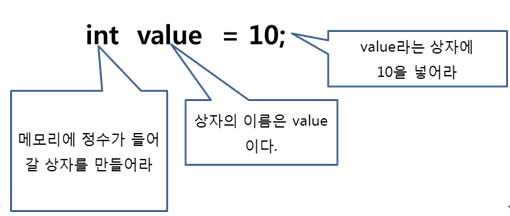 int value = 10;
value라는 상자에
10을 넣어라
상자의 이름은 value
이다.
메모리에 정수가 들어
갈 상자를 만들어라